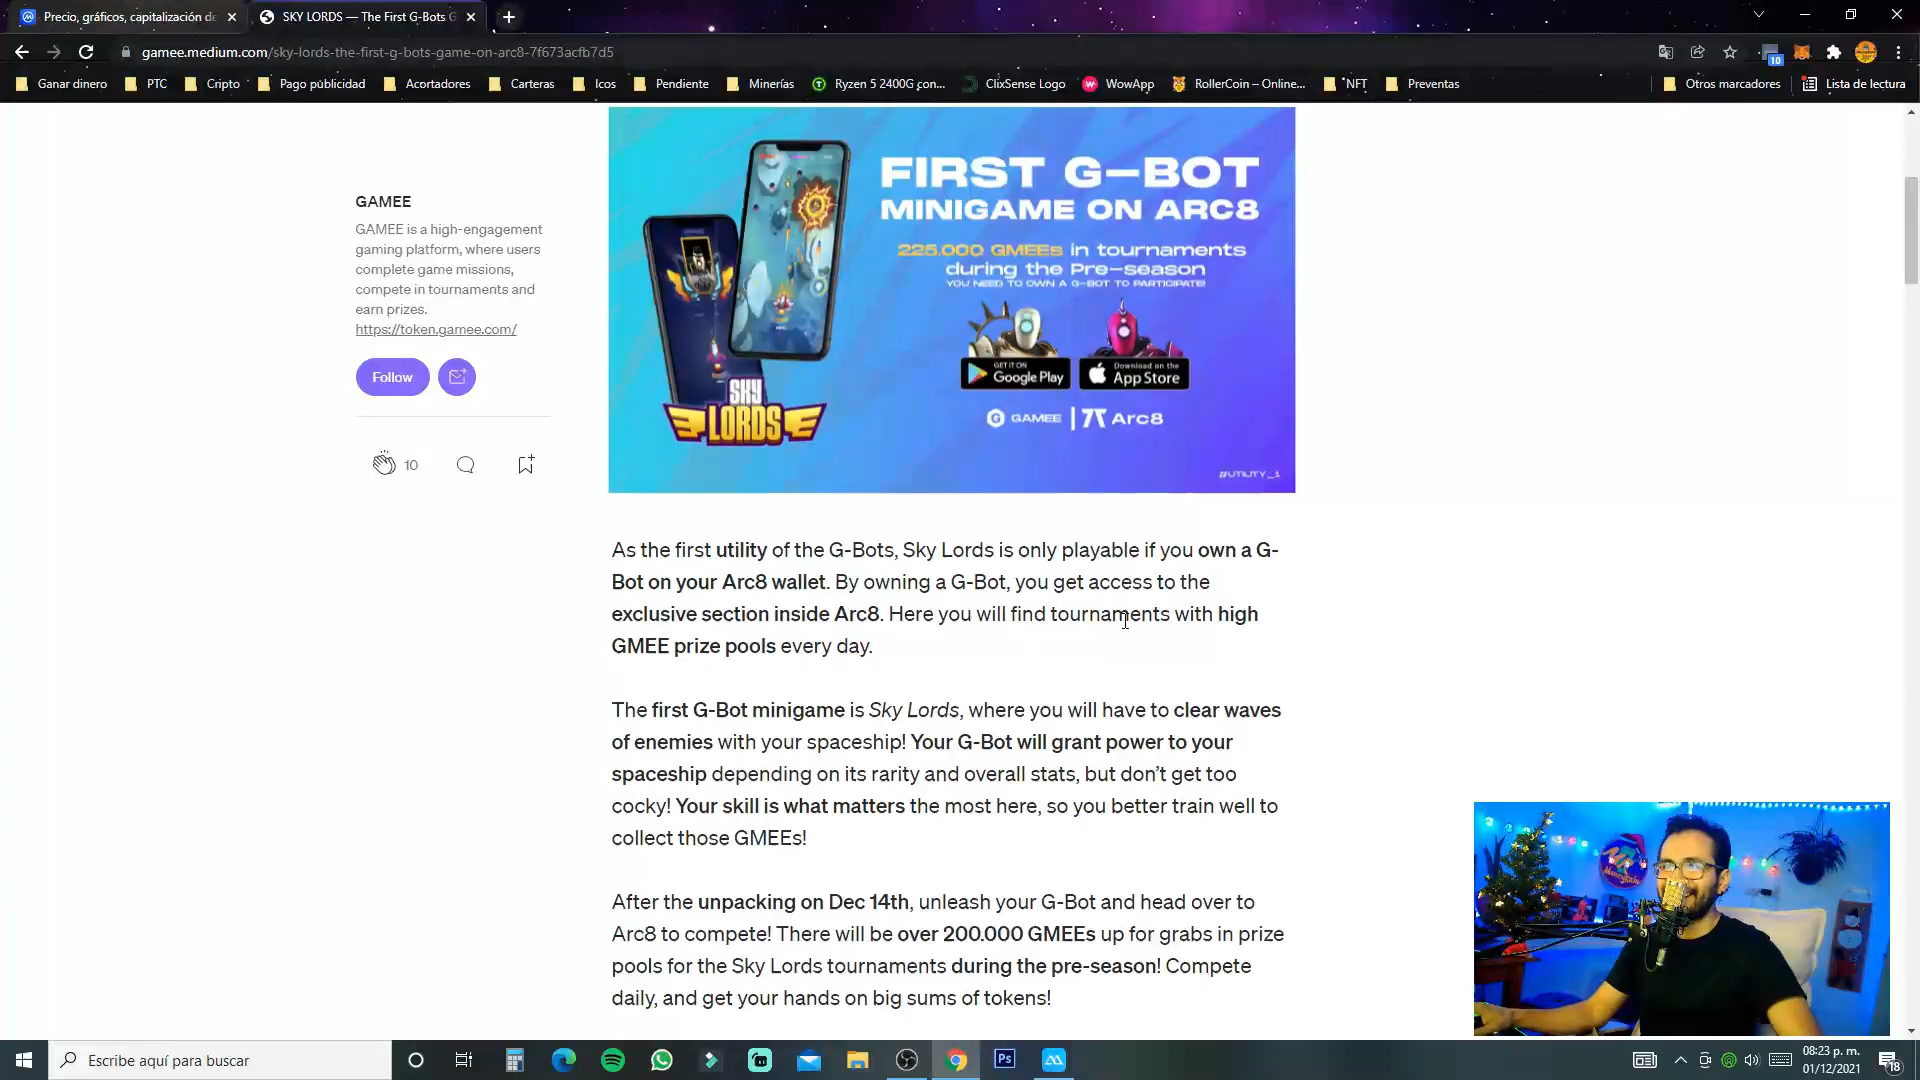 Precio, gráficos, capitalización de
SKY LORDS — The First G-Bots G
gamee.medium.com/sky-lords-the-first-g-bots-game-on-arc8-7f673acfb7d5
10
Ganar dinero
PTC
Cripto
Pago publicidad
Acortadores
Carteras
Icos
Pendiente
Minerías
Ryzen 5 2400G con...
ClixSense Logo
WowApp
RollerCoin – Online...
NFT
Preventas
Otros marcadores
Lista de lectura
FIRST G-BOT
MINIGAME ON ARC8
225.000 GMEEs in tournaments
during the Pre-season
YOU NEED TO OWN A G-BOT TO PARTICIPATE!
GET IT ON
Google Play
Download on the
App Store
GAMEE | Arc8
SKY
LORDS
#UTILITY_1
GAMEE
GAMEE is a high-engagement
gaming platform, where users
complete game missions,
compete in tournaments and
earn prizes.
https://token.gamee.com/
Follow
10
As the first utility of the G-Bots, Sky Lords is only playable if you own a G-
Bot on your Arc8 wallet. By owning a G-Bot, you get access to the
exclusive section inside Arc8. Here you will find tournaments with high
GMEE prize pools every day.
The first G-Bot minigame is Sky Lords, where you will have to clear waves
of enemies with your spaceship! Your G-Bot will grant power to your
spaceship depending on its rarity and overall stats, but don’t get too
cocky! Your skill is what matters the most here, so you better train well to
collect those GMEEs!
After the unpacking on Dec 14th, unleash your G-Bot and head over to
Arc8 to compete! There will be over 200.000 GMEEs up for grabs in prize
pools for the Sky Lords tournaments during the pre-season! Compete
daily, and get your hands on big sums of tokens!
Escribe aquí para buscar
Ps
08:23 p. m.
01/12/2021
18